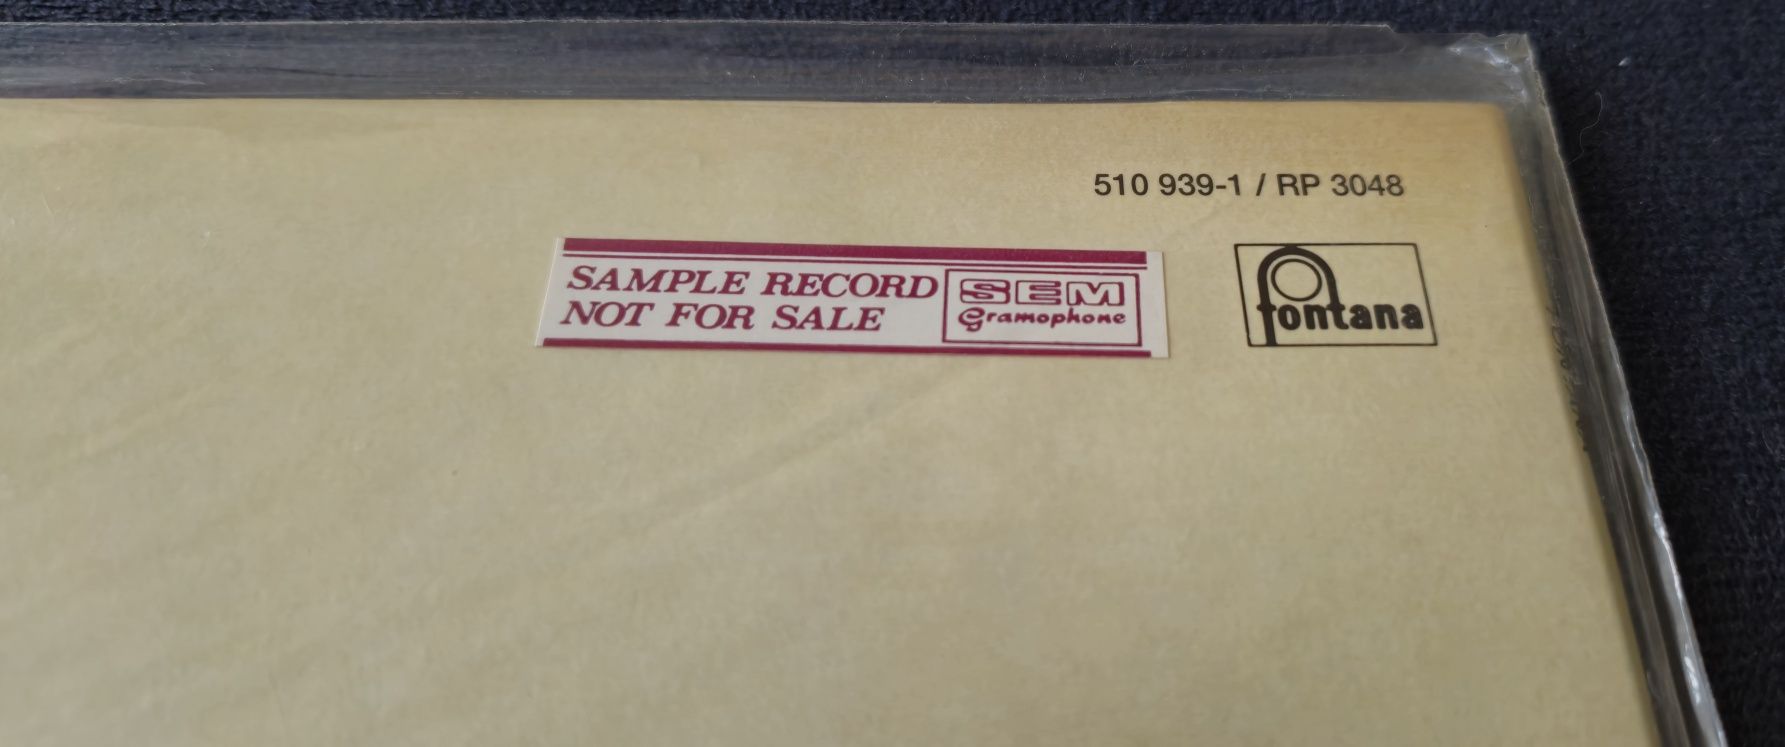 510 939-1 / RP 3048
SAMPLE RECORD
NOT FOR SALE
SEM
Gramophone
fontana